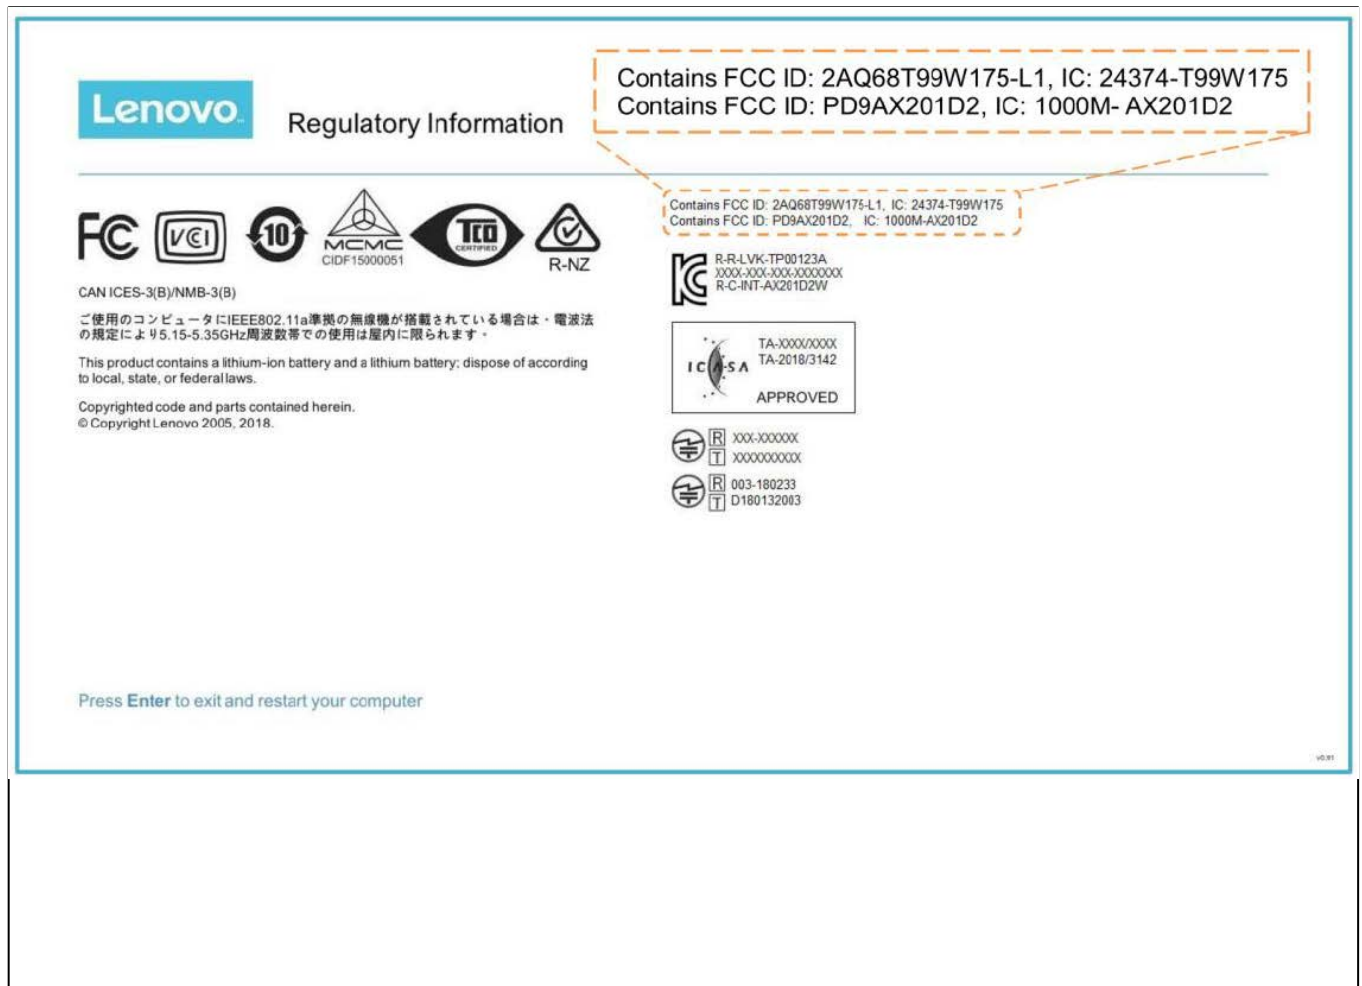 Contains FCC ID: 2AQ68T99W175-L1, IC: 24374-T99W175
Contains FCC ID: PD9AX201D2, IC: 1000M- AX201D2
Lenovo
Regulatory Information
FC VCI 10 MCMC TCO CERTIFIED
CIDF15000051
R-NZ
CAN ICES-3(B)/NMB-3(B)
ご使用のコンピュータにIEEE802.11a準拠の無線機が搭載されている場合は・電波法
の規定により5.15-5.35GHz周波数帯での使用は屋内に限られます・
This product contains a lithium-ion battery and a lithium battery; dispose of according
to local, state, or federal laws.
Copyrighted code and parts contained herein.
© Copyright Lenovo 2005, 2018.
Contains FCC ID: 2AQ68T99W175-L1, IC: 24374-T99W175
Contains FCC ID: PD9AX201D2, IC: 1000M-AX201D2
R-R-LVK-TP00123A
XXXX-XXX-XXX-XXXXXXX
R-C-INT-AX201D2W
ICASA
TA-XXXX/XXXX
TA-2018/3142
APPROVED
R XXX-XXXXXX
T XXXXXXXXXX
R 003-180233
T D180132003
Press Enter to exit and restart your computer